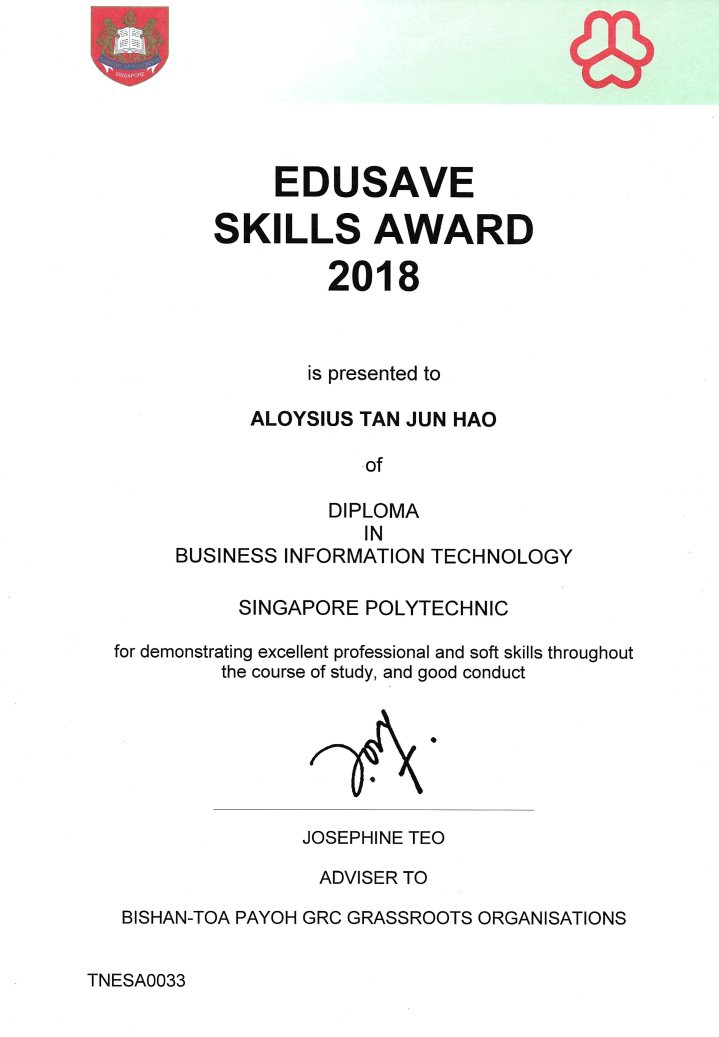 SINGAPORE
EDUSAVE
SKILLS AWARD
2018
is presented to
ALOYSIUS TAN JUN HAO
of
DIPLOMA
IN
BUSINESS INFORMATION TECHNOLOGY
SINGAPORE POLYTECHNIC
for demonstrating excellent professional and soft skills throughout
the course of study, and good conduct
JOSEPHINE TEO
ADVISER TO
BISHAN-TOA PAYOH GRC GRASSROOTS ORGANISATIONS
TNESA0033